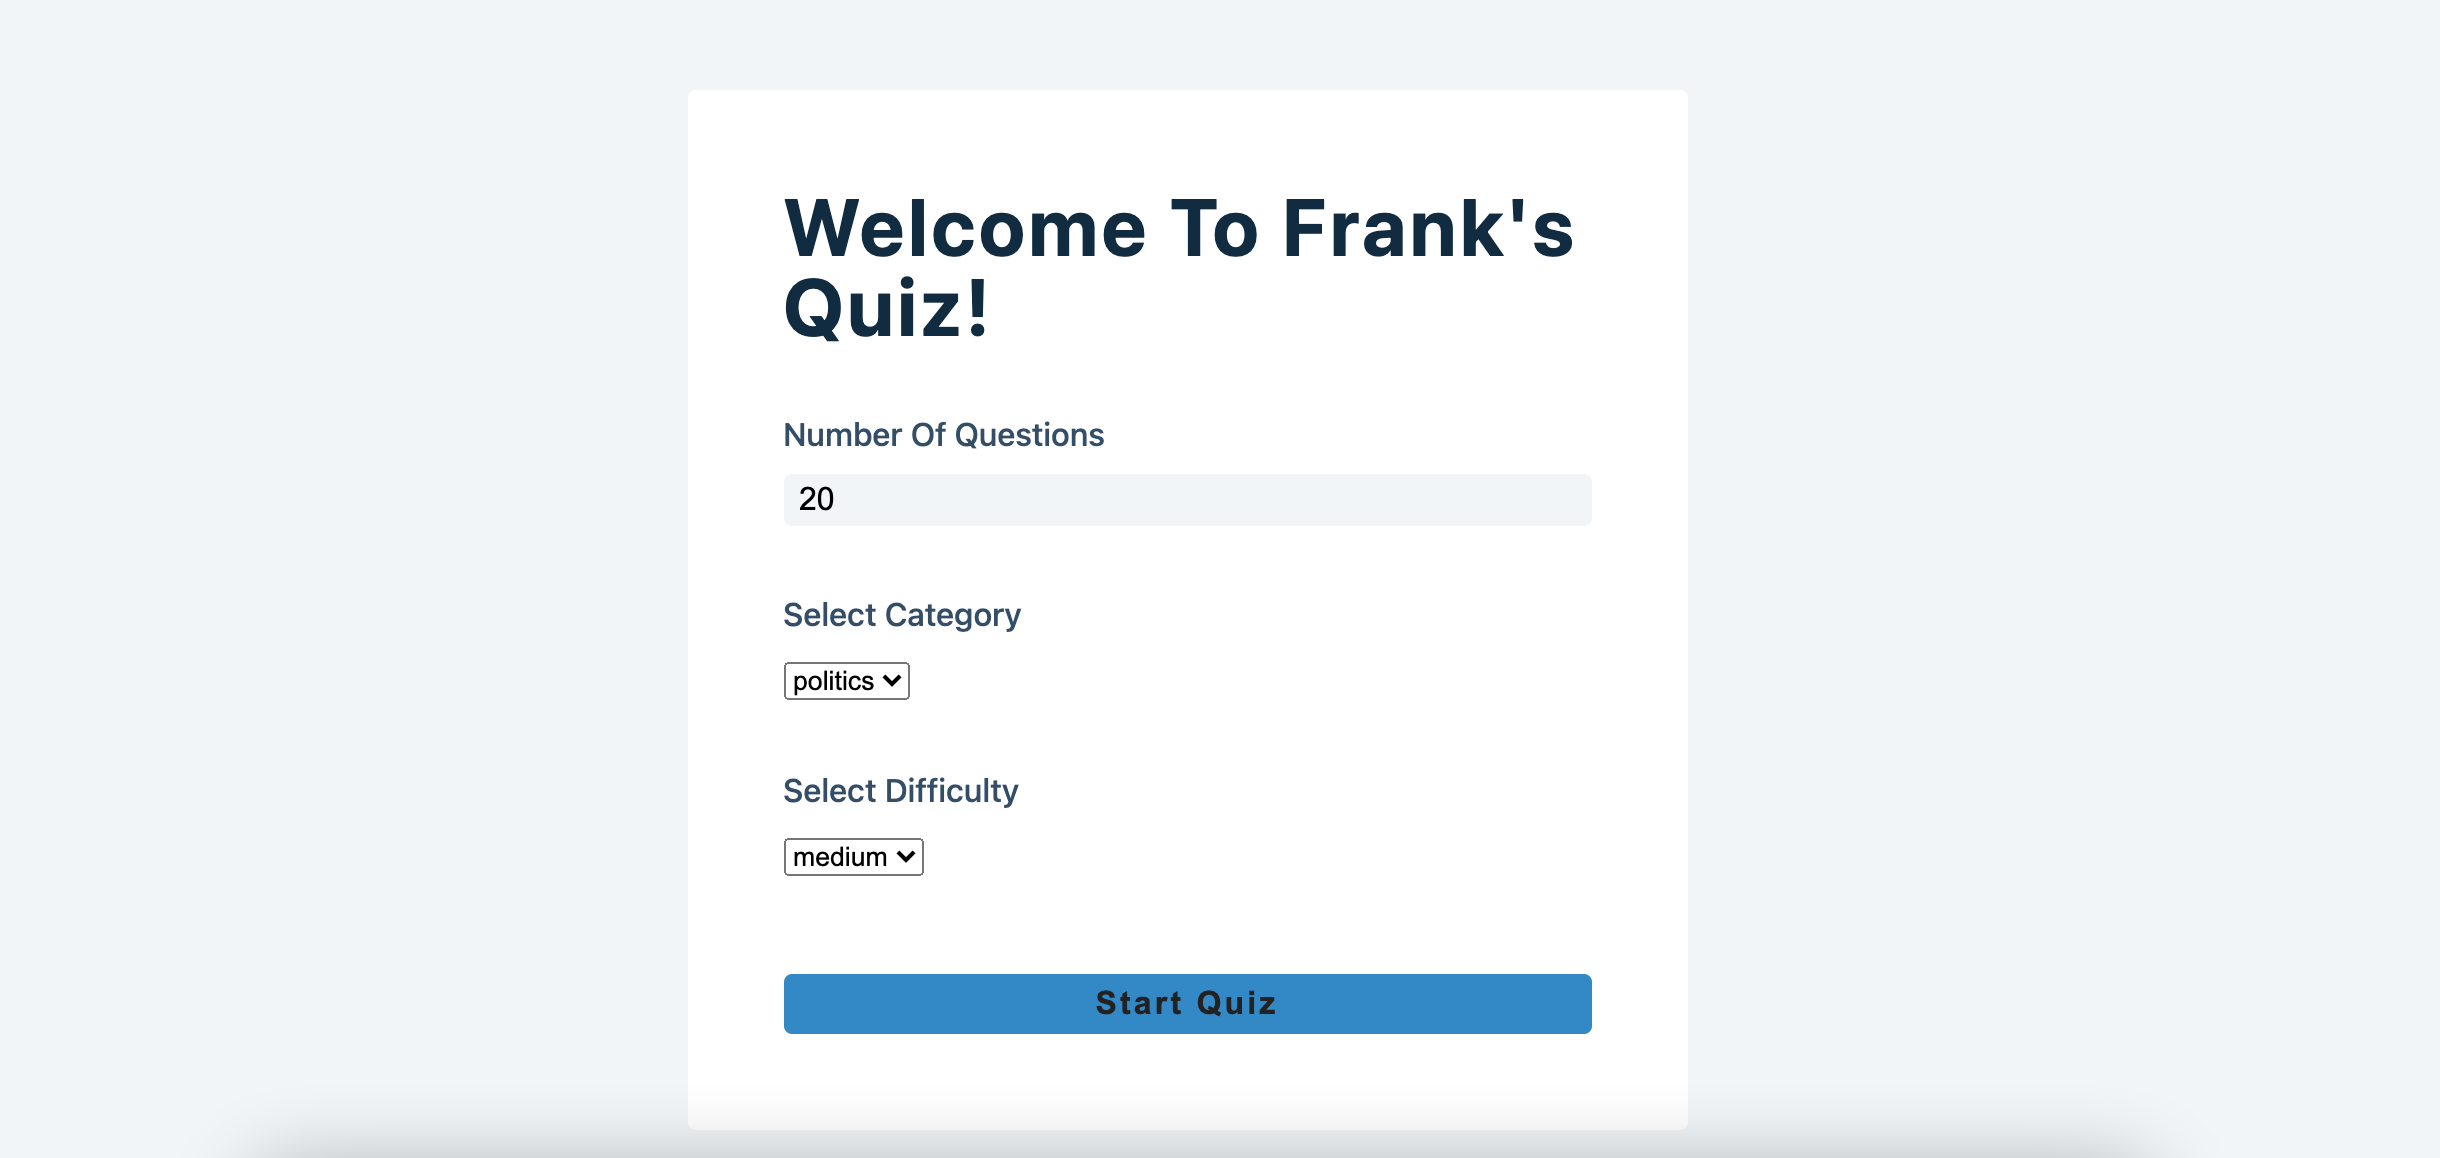 Welcome To Frank's
Quiz!
Number Of Questions
20
Select Category
politics
Select Difficulty
medium
Start Quiz